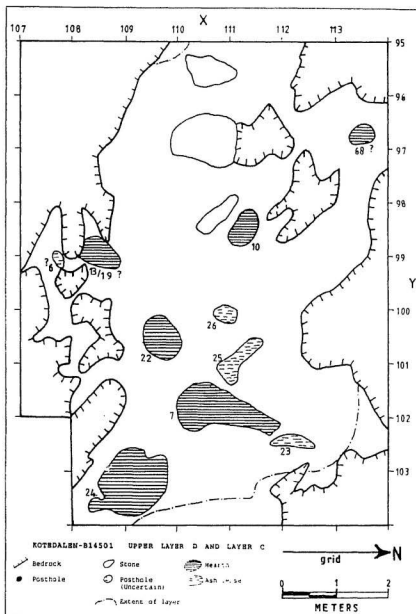 X
107 108 109 110 111 112 113
95
96
97
98
99
100
101
102
103
Y
68 ?
10
? 6
13/19 ?
26
22
25
7
23
24
KOTEDALEN-B14501 UPPER LAYER D AND LAYER C
Bedrock Stone Hearth
Posthole Posthole (Uncertain) Ash
Extent of layer
grid N
0 1 2
METERS